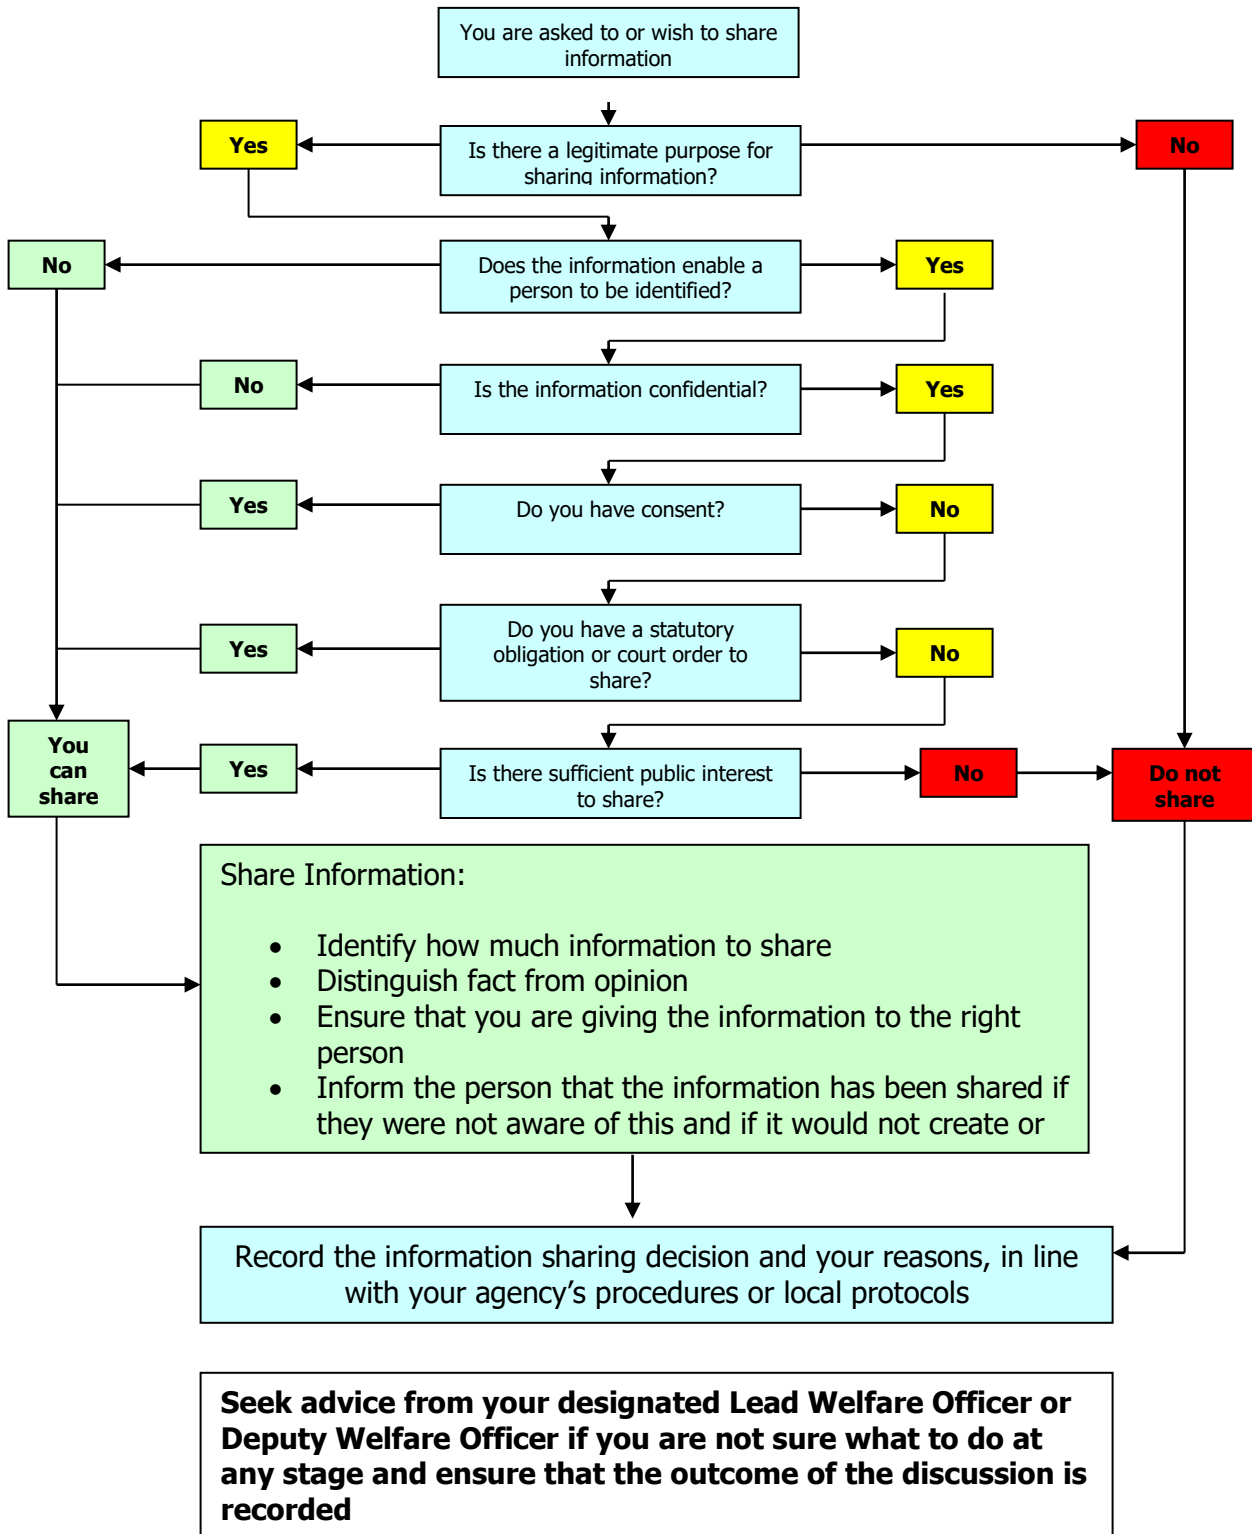 You are asked to or wish to share
information
Yes
Is there a legitimate purpose for
sharing information?
No
No
Does the information enable a
person to be identified?
Yes
No
Is the information confidential?
Yes
Yes
Do you have consent?
No
Yes
Do you have a statutory
obligation or court order to
share?
No
You
can
share
Yes
Is there sufficient public interest
to share?
No
Do not
share
Share Information:
• Identify how much information to share
• Distinguish fact from opinion
• Ensure that you are giving the information to the right
person
• Inform the person that the information has been shared if
they were not aware of this and if it would not create or
Record the information sharing decision and your reasons, in line
with your agency’s procedures or local protocols
Seek advice from your designated Lead Welfare Officer or
Deputy Welfare Officer if you are not sure what to do at
any stage and ensure that the outcome of the discussion is
recorded